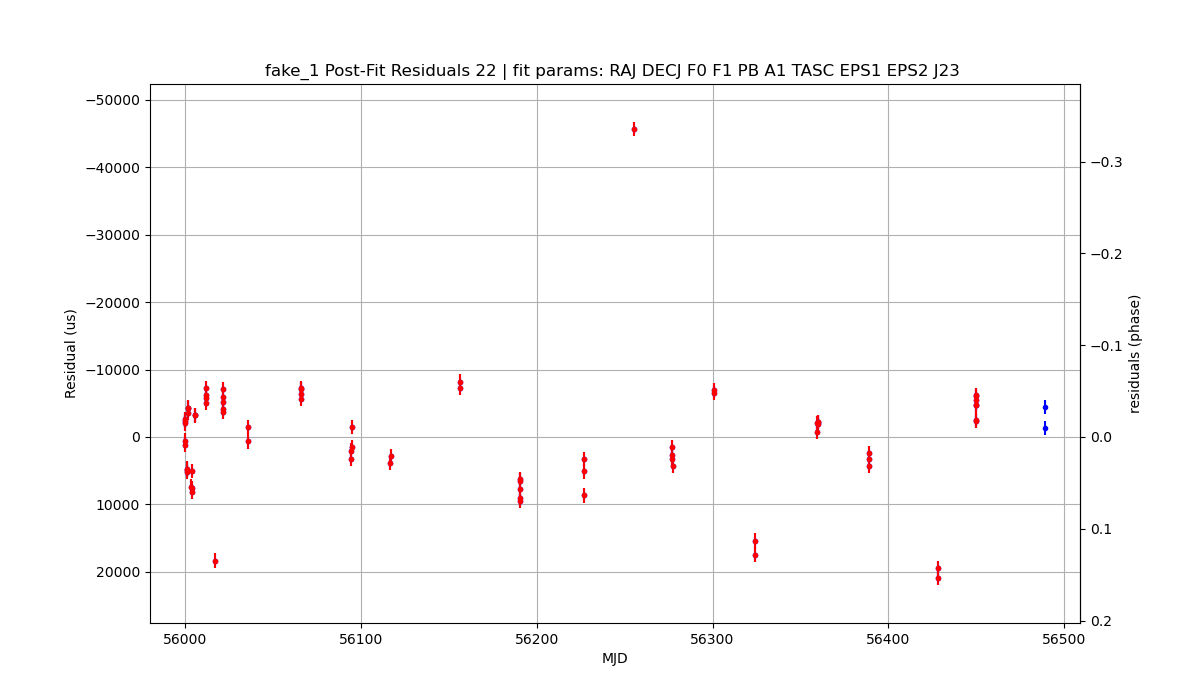 fake_1 Post-Fit Residuals 22 | fit params: RAJ DECJ F0 F1 PB A1 TASC EPS1 EPS2 J23
−50000
−40000
−30000
−20000
−10000
0
10000
20000
Residual (us)
−0.3
−0.2
−0.1
0.0
0.1
0.2
residuals (phase)
56000 56100 56200 56300 56400 56500
MJD